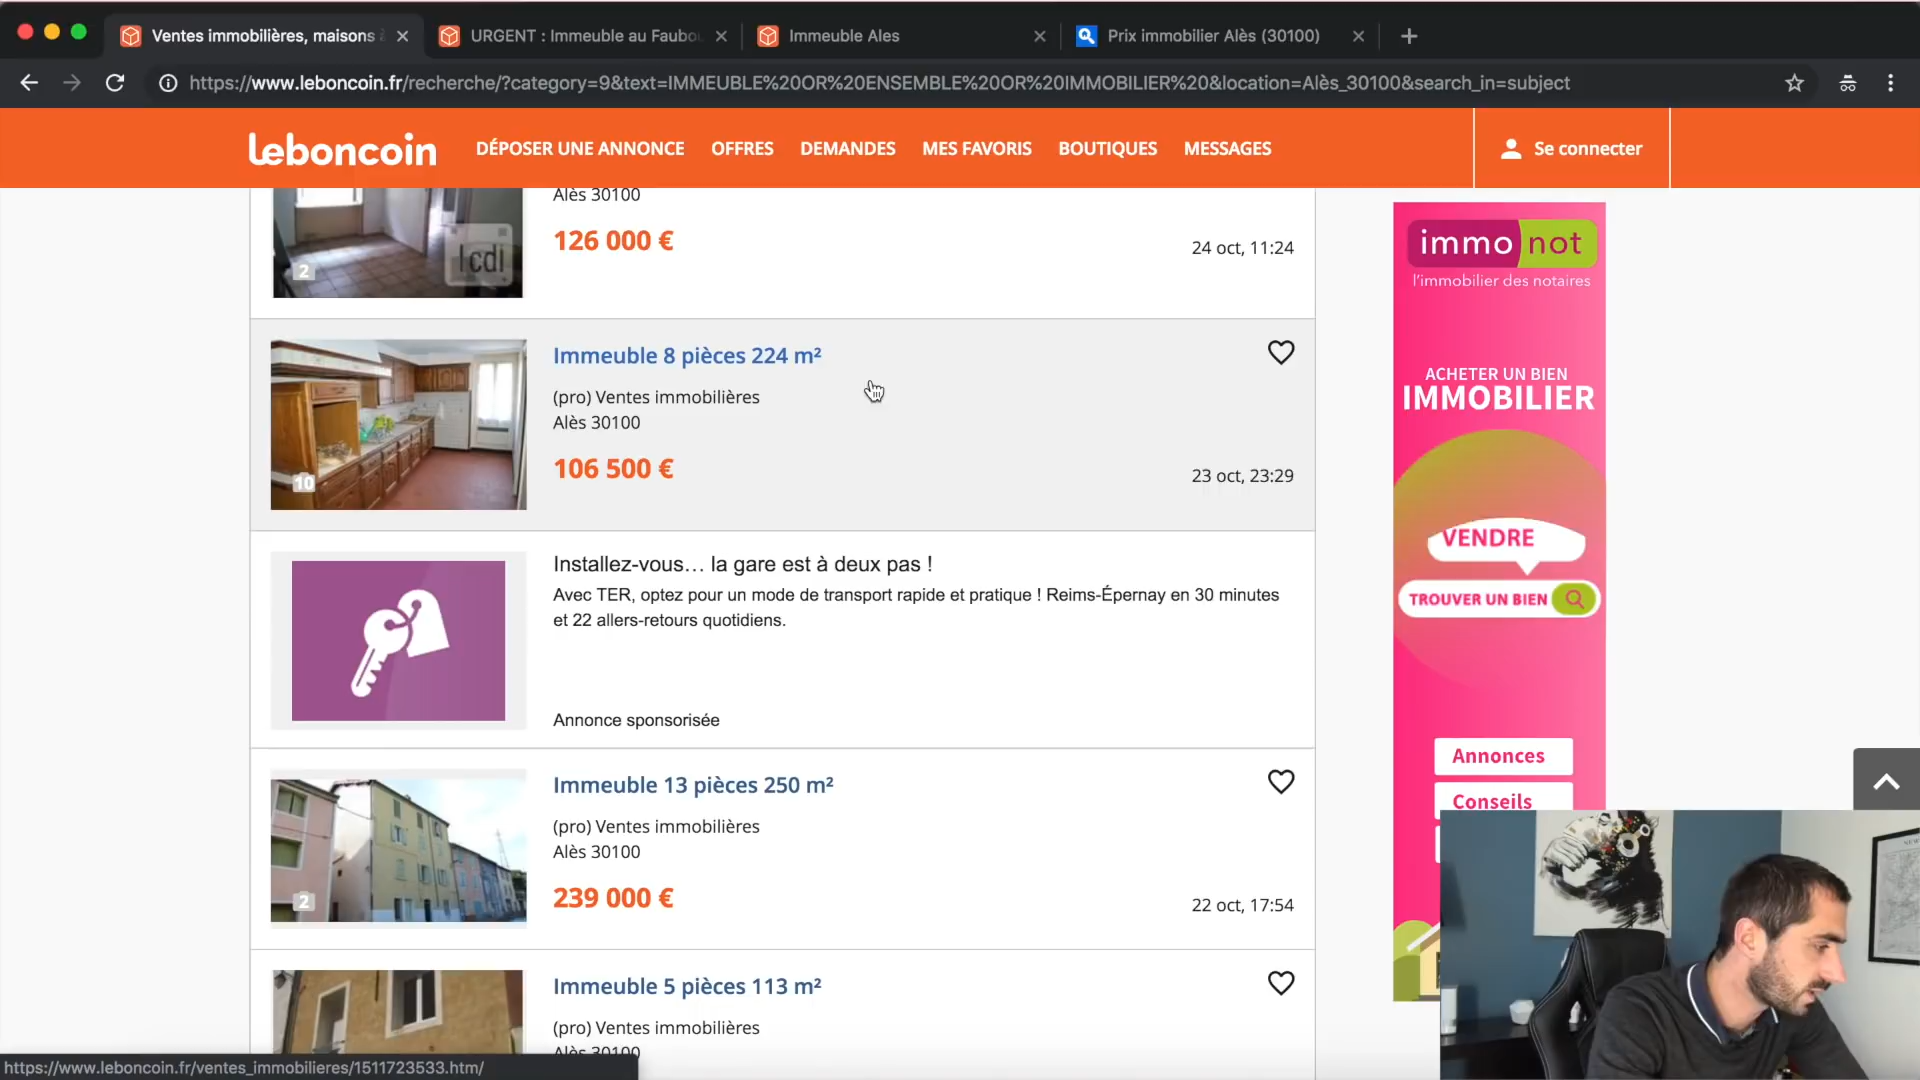 Ventes immobilières, maisons à
URGENT : Immeuble au Faubou
Immeuble Ales
Prix immobilier Alès (30100)
https://www.leboncoin.fr/recherche/?category=9&text=IMMEUBLE%20OR%20ENSEMBLE%20OR%20IMMOBILIER%20&location=Alès_30100&search_in=subject
leboncoin
DÉPOSER UNE ANNONCE
OFFRES
DEMANDES
MES FAVORIS
BOUTIQUES
MESSAGES
Se connecter
Alès 30100
126 000 €
24 oct, 11:24
2
lcdl
Immeuble 8 pièces 224 m²
(pro) Ventes immobilières
Alès 30100
106 500 €
23 oct, 23:29
10
Installez-vous… la gare est à deux pas !
Avec TER, optez pour un mode de transport rapide et pratique ! Reims-Épernay en 30 minutes
et 22 allers-retours quotidiens.
Annonce sponsorisée
Immeuble 13 pièces 250 m²
(pro) Ventes immobilières
Alès 30100
239 000 €
22 oct, 17:54
2
Immeuble 5 pièces 113 m²
(pro) Ventes immobilières
Alès 30100
immo not
l'immobilier des notaires
ACHETER UN BIEN
IMMOBILIER
VENDRE
TROUVER UN BIEN
Annonces
Conseils
https://www.leboncoin.fr/ventes_immobilieres/1511723533.htm/